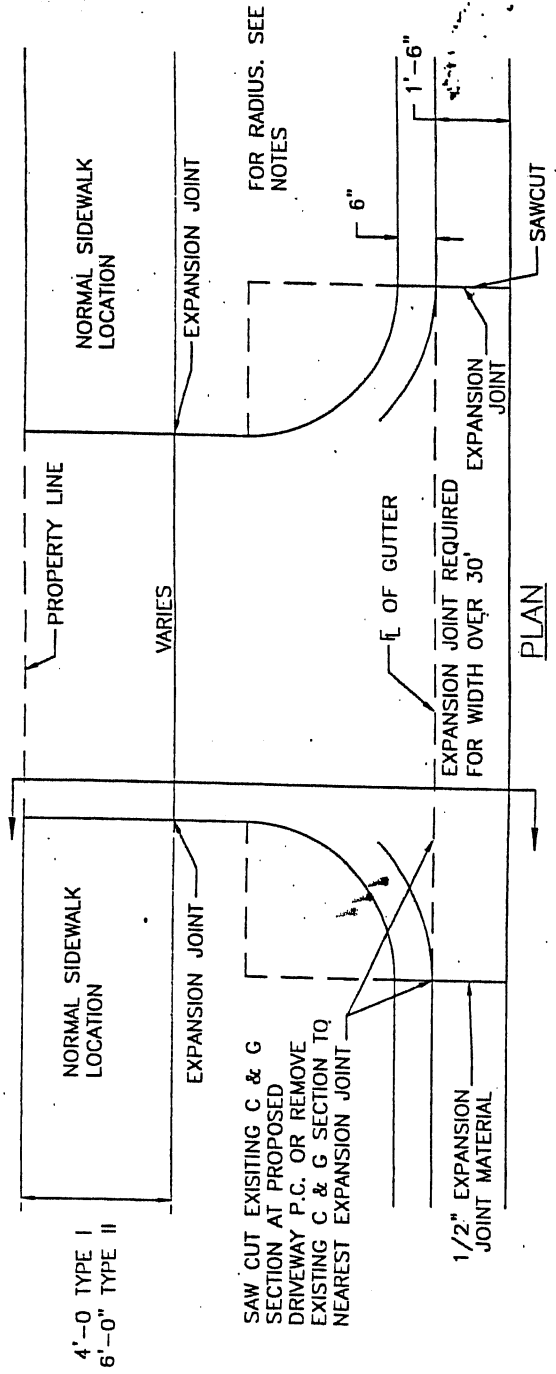 4'-0 TYPE I
6'-0" TYPE II
NORMAL SIDEWALK
LOCATION
PROPERTY LINE
NORMAL SIDEWALK
LOCATION
VARIES
EXPANSION JOINT
EXPANSION JOINT
SAW CUT EXISITING C & G
SECTION AT PROPOSED
DRIVEWAY P.C. OR REMOVE
EXISTING C & G SECTION TO
NEAREST EXPANSION JOINT
FOR RADIUS. SEE
NOTES
6"
1'-6"
FL OF GUTTER
EXPANSION JOINT REQUIRED
FOR WIDTH OVER 30'
EXPANSION
JOINT
SAWCUT
1/2" EXPANSION
JOINT MATERIAL
PLAN